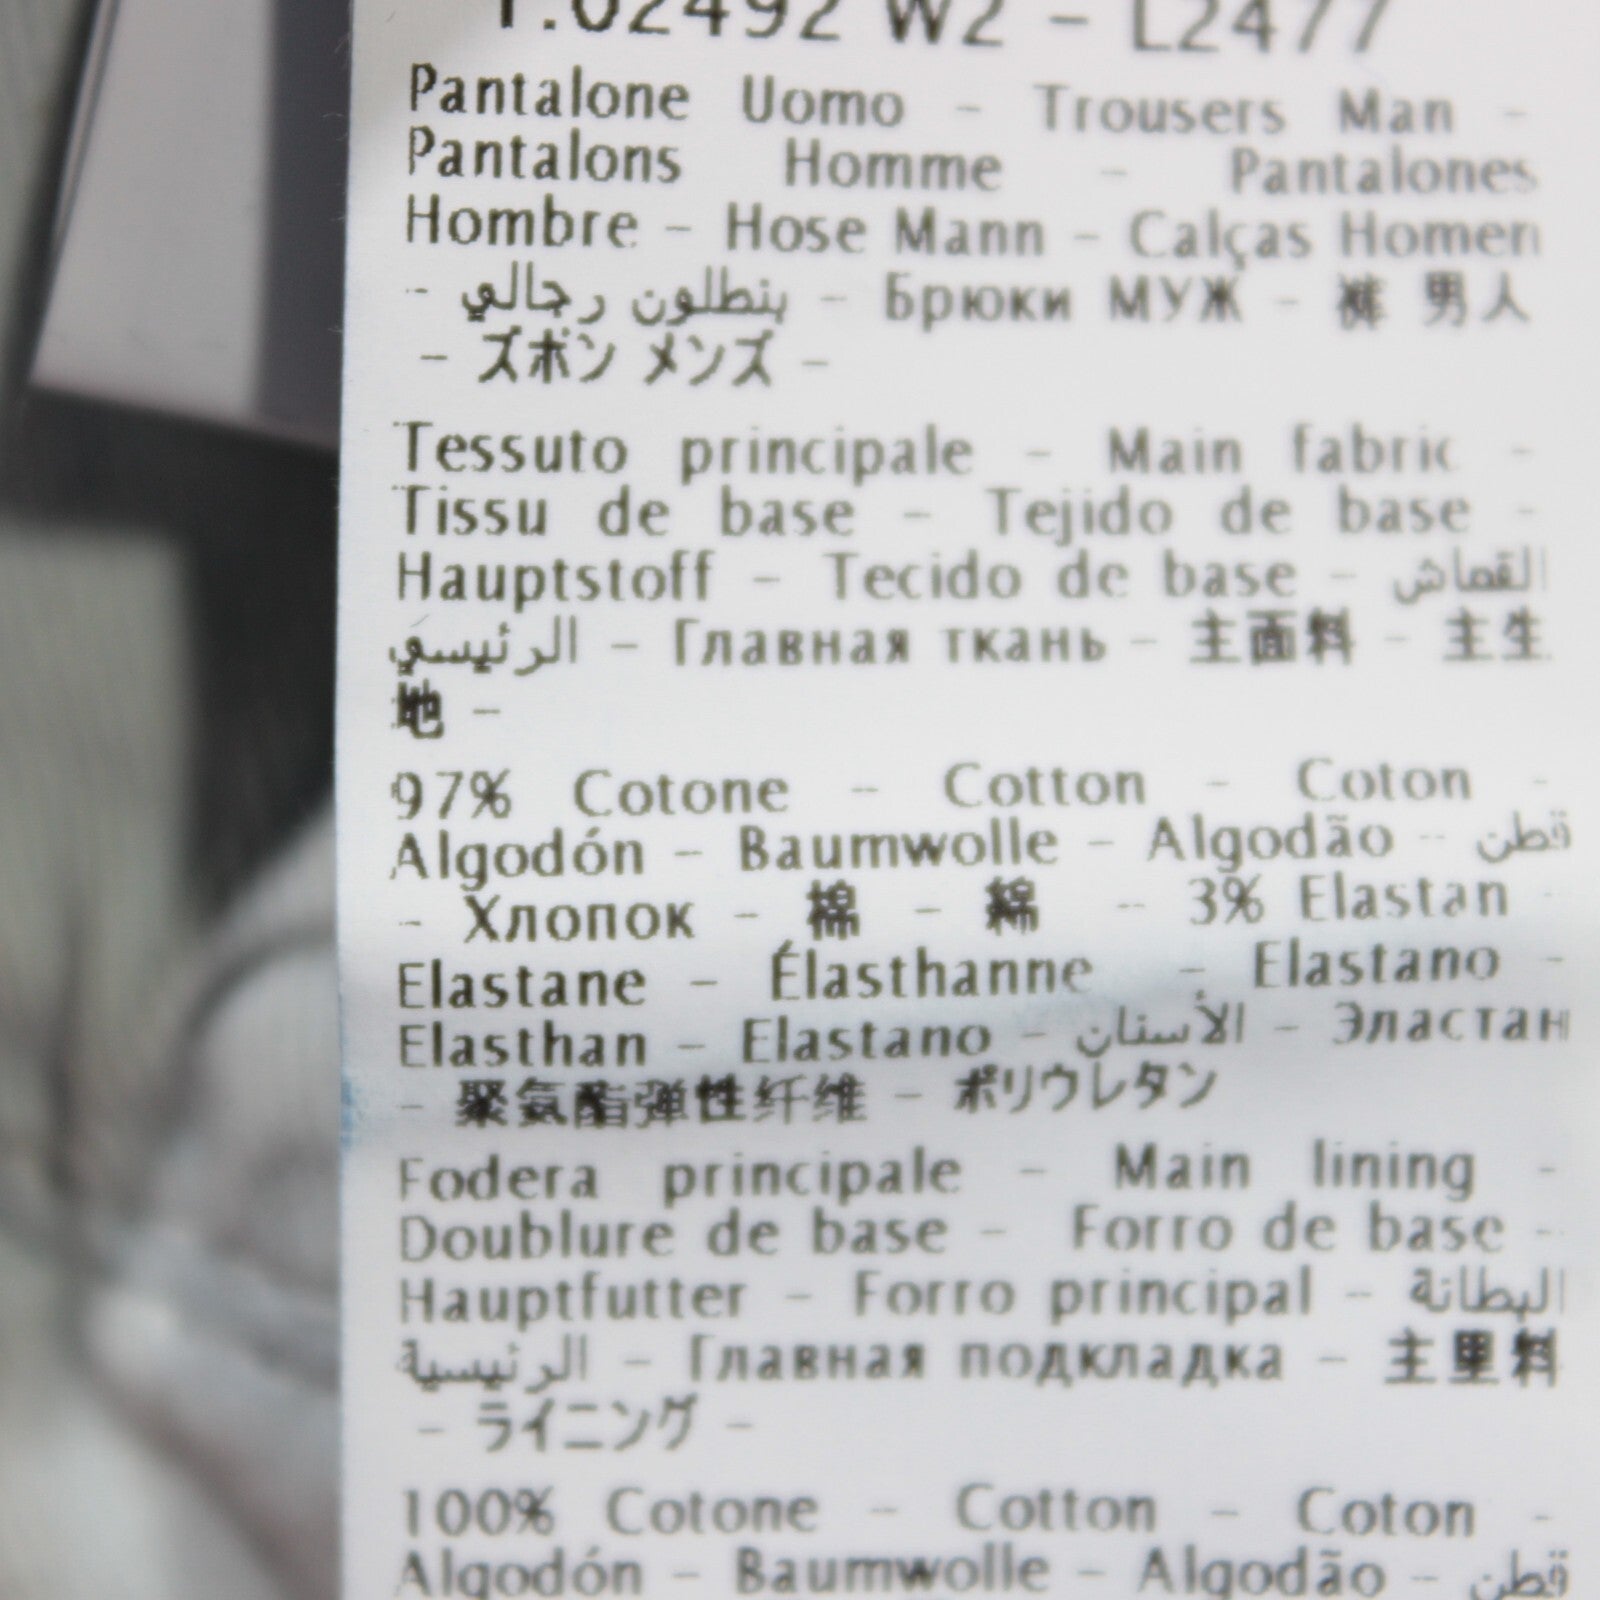 1.02492 W2 - L2477
Pantalone Uomo - Trousers Man -
Pantalons Homme - Pantalones
Hombre - Hose Mann - Calças Homem
- بنطلون رجالي - Брюки МУЖ - 裤 男人
- ズボン メンズ -
Tessuto principale - Main fabric -
Tissu de base - Tejido de base -
Hauptstoff - Tecido de base - القماش
الرئيسي - Главная ткань - 主面料 - 主生
地 -
97% Cotone - Cotton - Coton -
Algodón - Baumwolle - Algodão - قطن
- Хлопок - 棉 - 綿 - 3% Elastan -
Elastane - Élasthanne - Elastano -
Elasthan - Elastano - الأستان - Эластан
- 聚氨酯弹性纤维 - ポリウレタン
Fodera principale - Main lining -
Doublure de base - Forro de base -
Hauptfutter - Forro principal - البطانة
الرئيسية - Главная подкладка - 主里料
- ライニング -
100% Cotone - Cotton - Coton -
Algodón - Baumwolle - Algodão - قطن